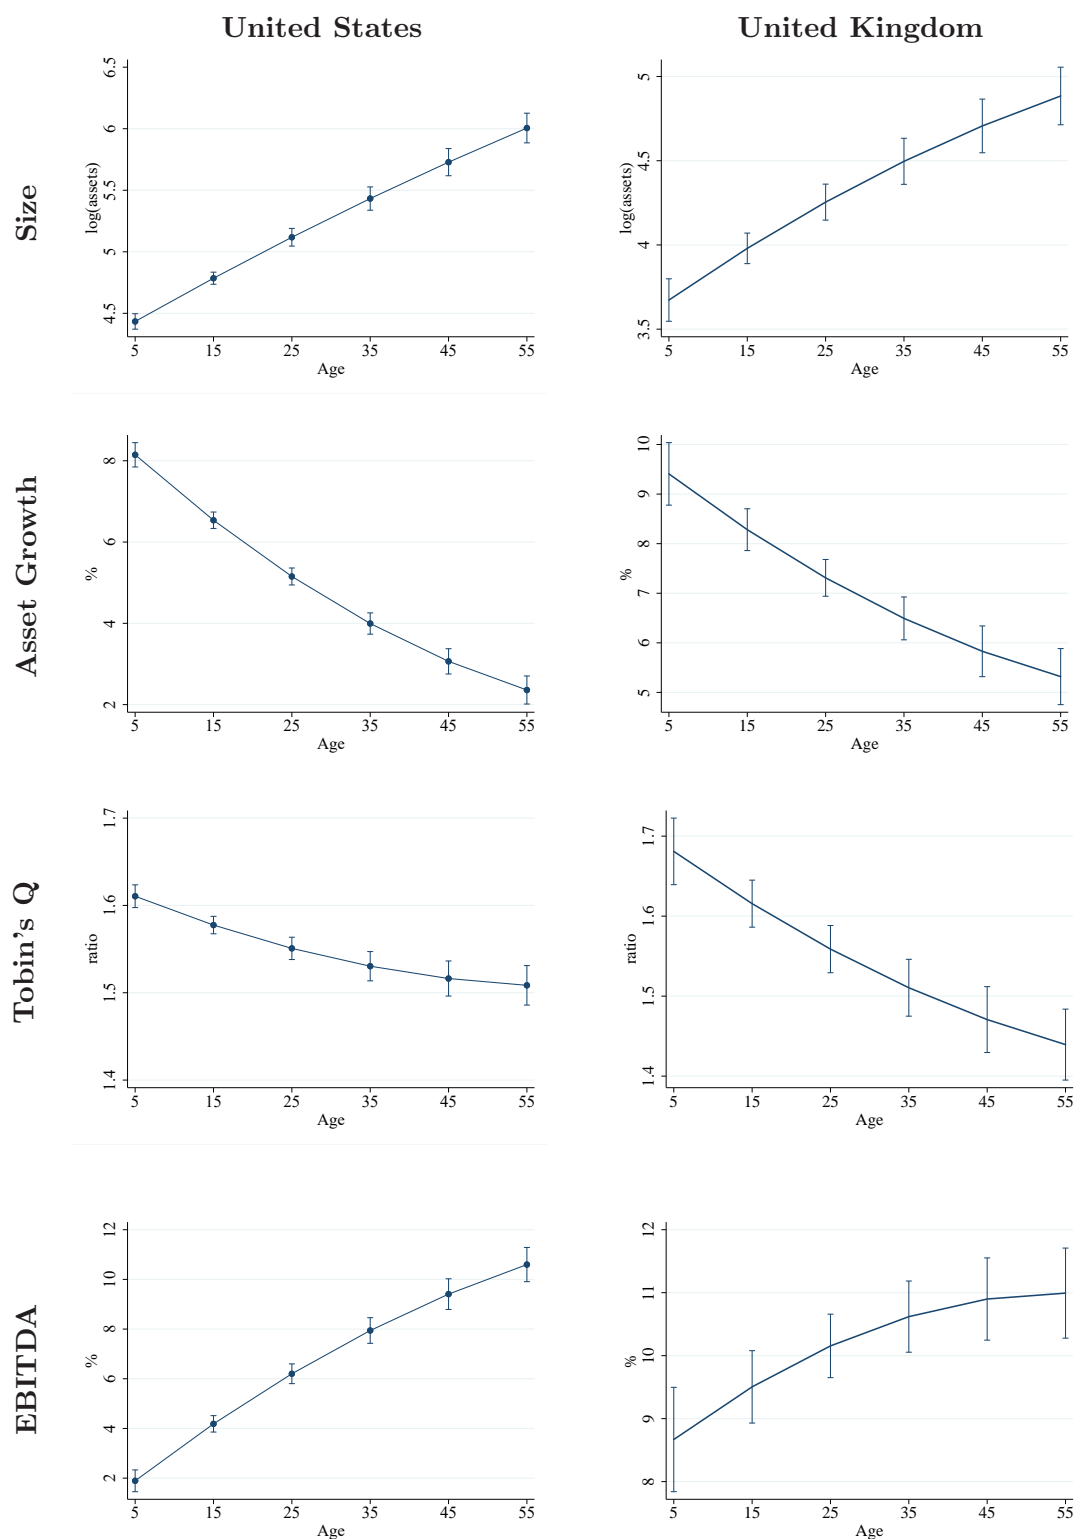 United States
United Kingdom
Size
log(assets)
6.5
6
5.5
5
4.5
5 15 25 35 45 55
Age
log(assets)
5
4.5
4
3.5
5 15 25 35 45 55
Age
Asset Growth
%
8
6
4
2
5 15 25 35 45 55
Age
%
10
9
8
7
6
5
5 15 25 35 45 55
Age
Tobin's Q
ratio
1.7
1.6
1.5
1.4
5 15 25 35 45 55
Age
ratio
1.7
1.6
1.5
1.4
5 15 25 35 45 55
Age
EBITDA
%
12
10
8
6
4
2
5 15 25 35 45 55
Age
%
12
11
10
9
8
5 15 25 35 45 55
Age